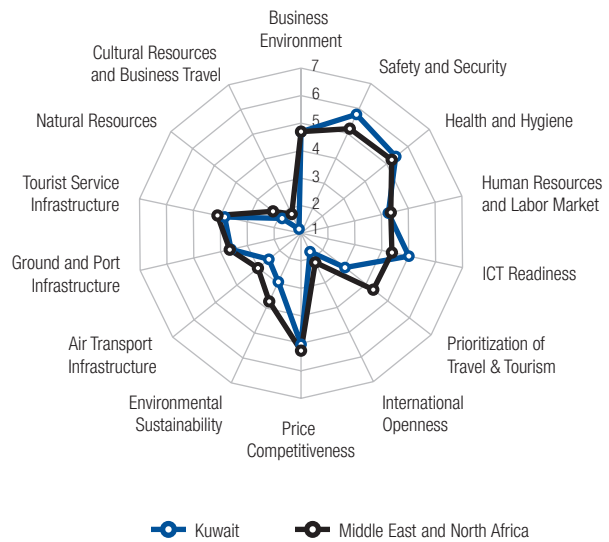 Business
Environment
Safety and Security
Health and Hygiene
Human Resources
and Labor Market
ICT Readiness
Prioritization of
Travel & Tourism
International
Openness
Price
Competitiveness
Environmental
Sustainability
Air Transport
Infrastructure
Ground and Port
Infrastructure
Tourist Service
Infrastructure
Natural Resources
Cultural Resources
and Business Travel
7
6
5
4
3
2
1
Kuwait
Middle East and North Africa